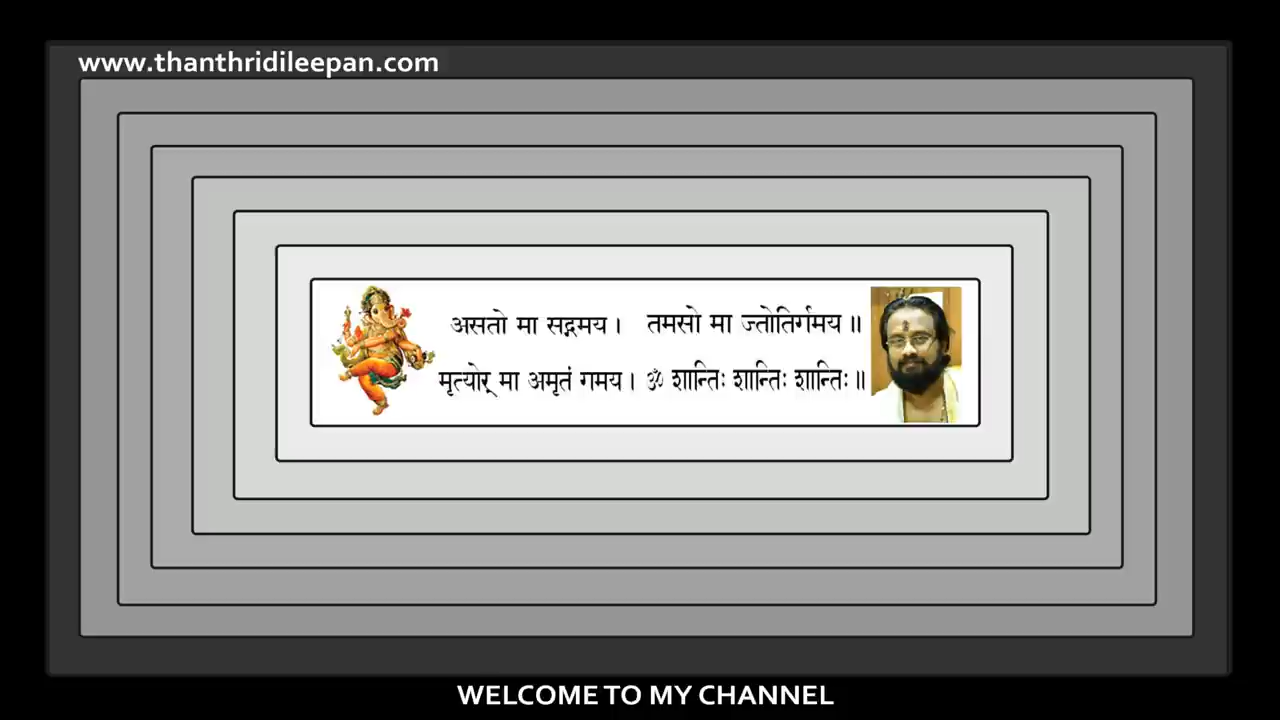 www.thanthridileepan.com
असतो मा सद्गमय । तमसो मा ज्तोतिर्गमय ॥
मृत्योर् मा अमृतं गमय । ॐ शान्तिः शान्तिः शान्तिः ॥
WELCOME TO MY CHANNEL